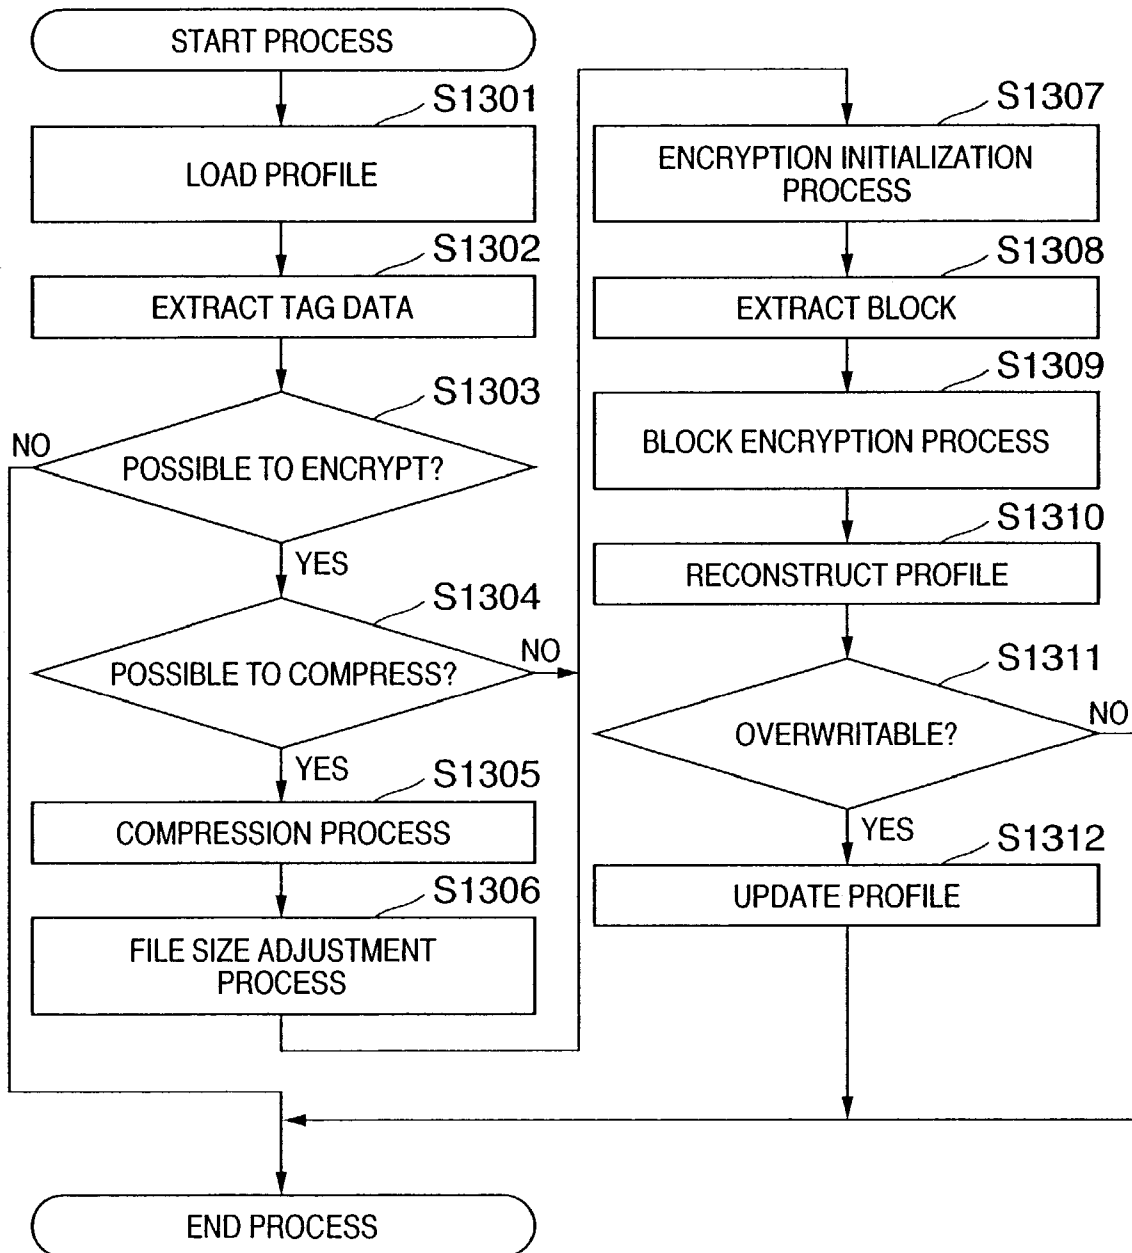 START PROCESS
S1301
LOAD PROFILE
S1302
EXTRACT TAG DATA
S1303
NO
POSSIBLE TO ENCRYPT?
YES
S1304
NO
POSSIBLE TO COMPRESS?
YES
S1305
COMPRESSION PROCESS
S1306
FILE SIZE ADJUSTMENT
PROCESS
S1307
ENCRYPTION INITIALIZATION
PROCESS
S1308
EXTRACT BLOCK
S1309
BLOCK ENCRYPTION PROCESS
S1310
RECONSTRUCT PROFILE
S1311
NO
OVERWRITABLE?
YES
S1312
UPDATE PROFILE
END PROCESS